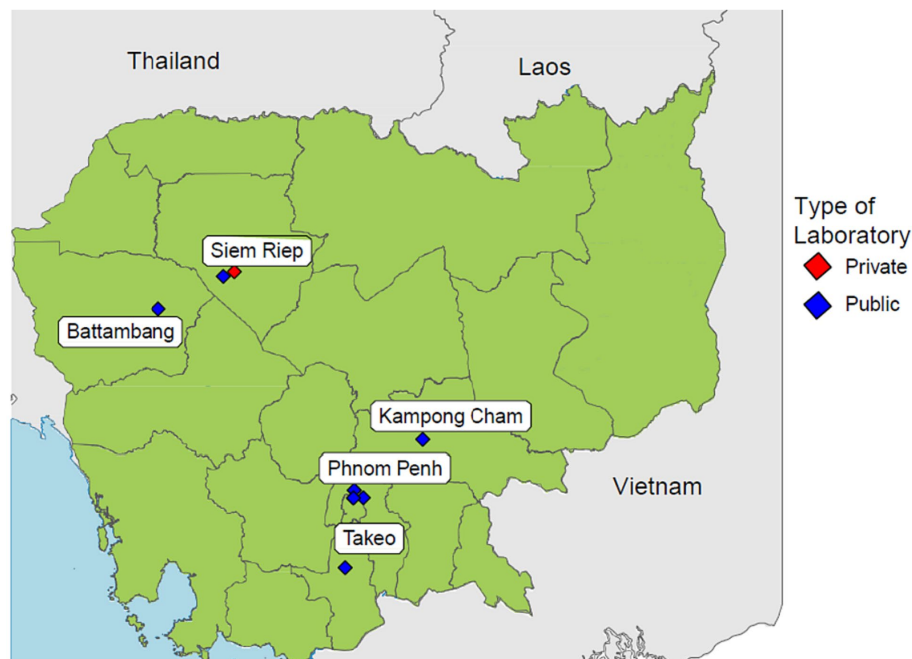 Thailand
Laos
Type of
Laboratory
Private
Public
Siem Riep
Battambang
Kampong Cham
Phnom Penh
Vietnam
Takeo